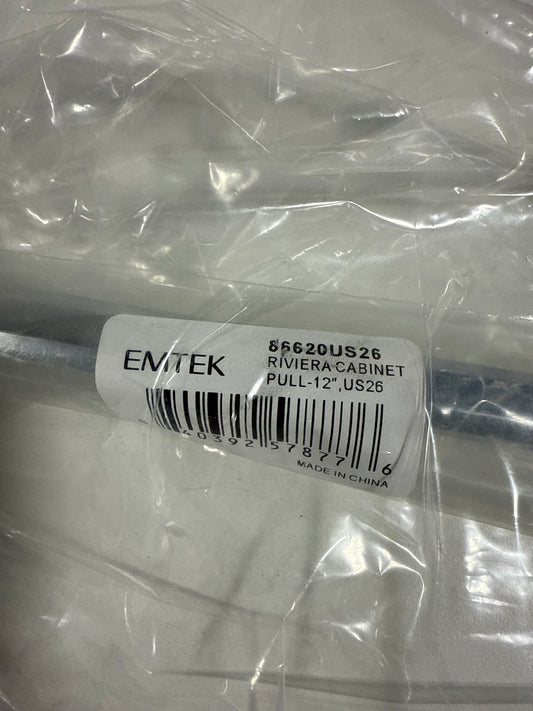 EMTEK
86620US26
RIVIERA CABINET
PULL-12",US26
40392 57877 6
MADE IN CHINA